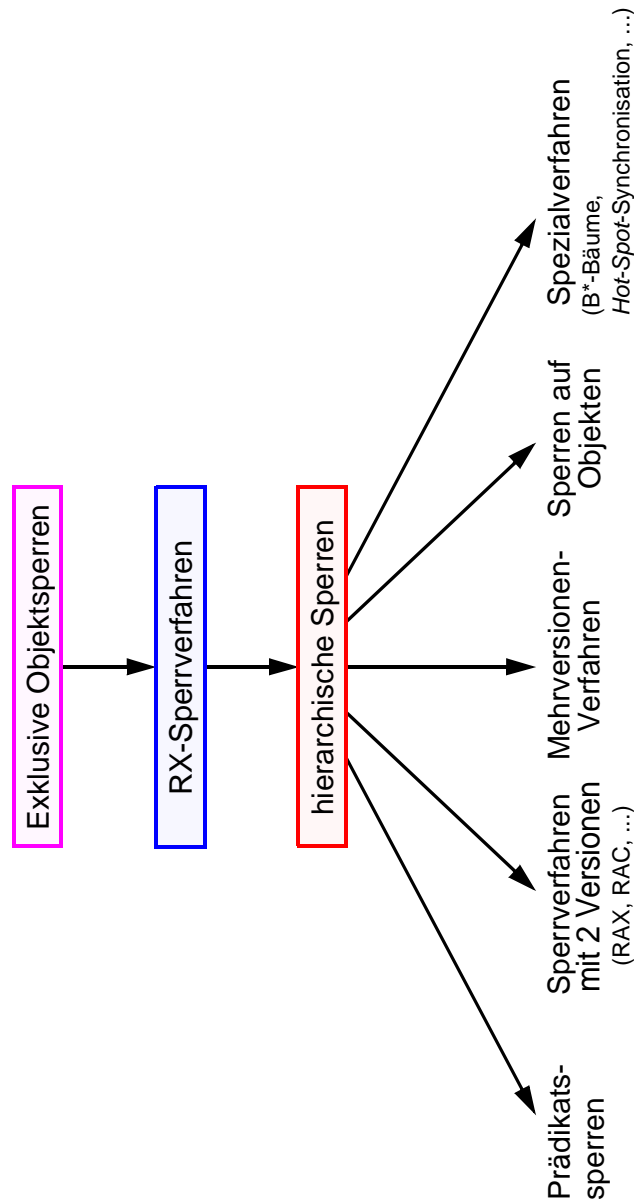 Exklusive Objektsperren
RX-Sperrverfahren
hierarchische Sperren
Prädikats-
sperren
Sperrverfahren
mit 2 Versionen
(RAX, RAC, ...)
Mehrversionen-
Verfahren
Sperren auf
Objekten
Spezialverfahren
(B*-Bäume,
Hot-Spot-Synchronisation, ...)